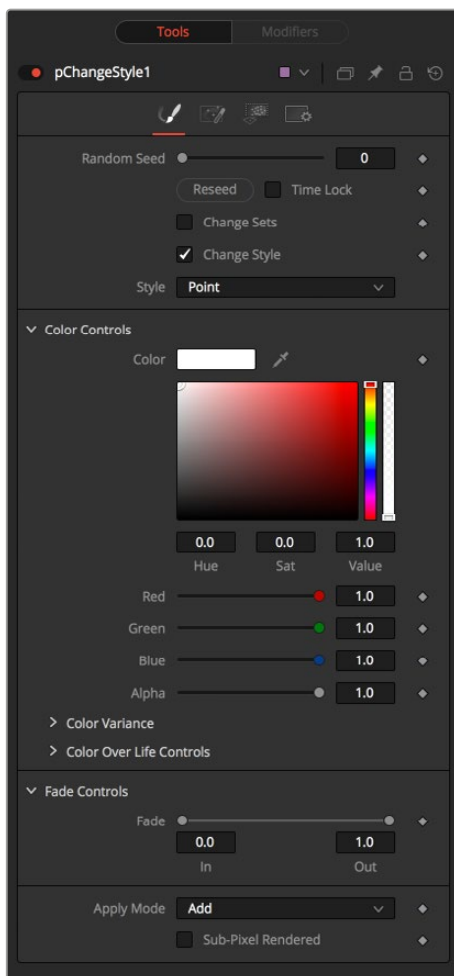 Tools Modifiers
pChangeStyle1
Random Seed 0
Reseed Time Lock
Change Sets
Change Style
Style Point
Color Controls
Color
0.0 0.0 1.0
Hue Sat Value
Red 1.0
Green 1.0
Blue 1.0
Alpha 1.0
Color Variance
Color Over Life Controls
Fade Controls
Fade
0.0 1.0
In Out
Apply Mode Add
Sub-Pixel Rendered